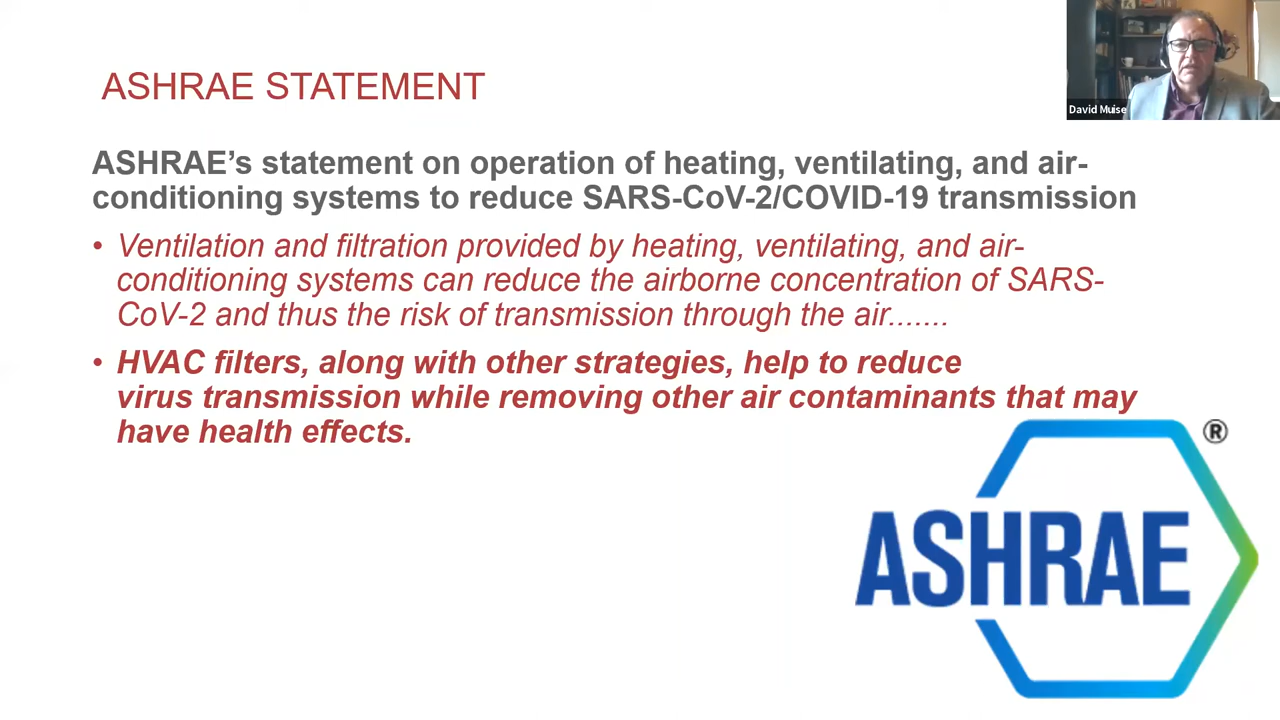 ASHRAE STATEMENT
David Muise
ASHRAE’s statement on operation of heating, ventilating, and air-
conditioning systems to reduce SARS-CoV-2/COVID-19 transmission
• Ventilation and filtration provided by heating, ventilating, and air-
conditioning systems can reduce the airborne concentration of SARS-
CoV-2 and thus the risk of transmission through the air.......
• HVAC filters, along with other strategies, help to reduce
virus transmission while removing other air contaminants that may
have health effects.
®
ASHRAE